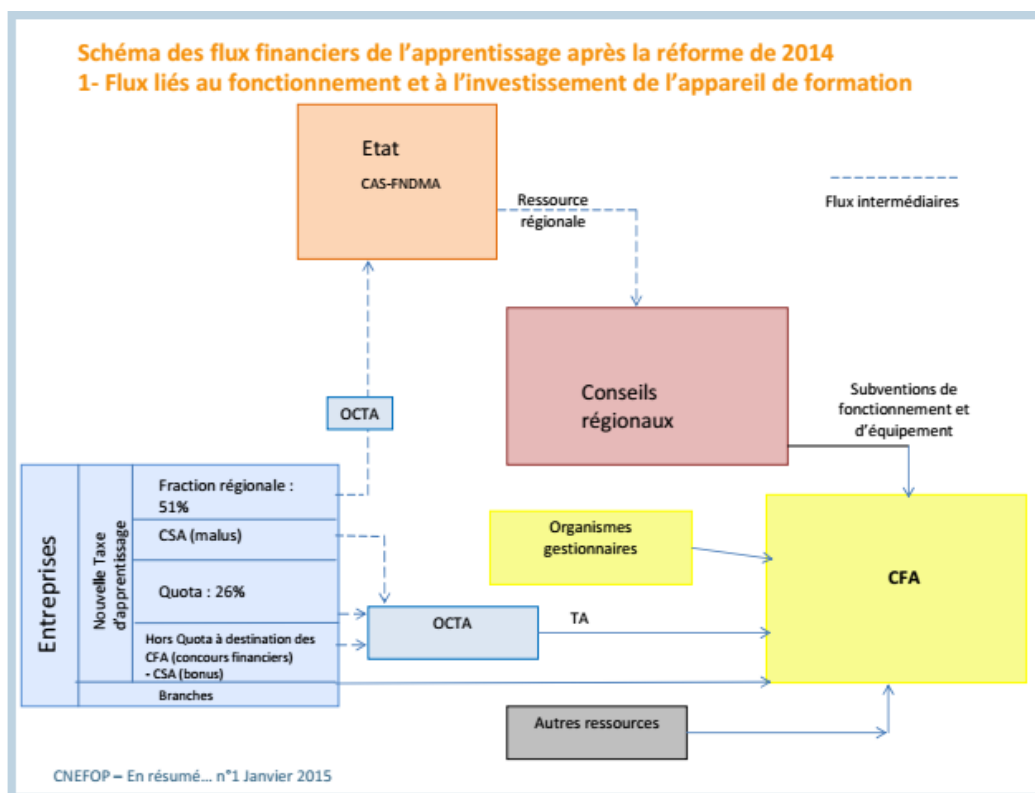 Schéma des flux financiers de l'apprentissage après la réforme de 2014
1- Flux liés au fonctionnement et à l'investissement de l'appareil de formation
Etat
CAS-FNDMA
Ressource
régionale
Flux intermédiaires
Conseils
régionaux
Subventions de
fonctionnement et
d'équipement
OCTA
Entreprises
Nouvelle Taxe
d'apprentissage
Fraction régionale :
51%
CSA (malus)
Quota : 26%
Hors Quota à destination des
CFA (concours financiers)
- CSA (bonus)
Branches
Organismes
gestionnaires
OCTA
TA
CFA
Autres ressources
CNEFOP – En résumé... n°1 Janvier 2015